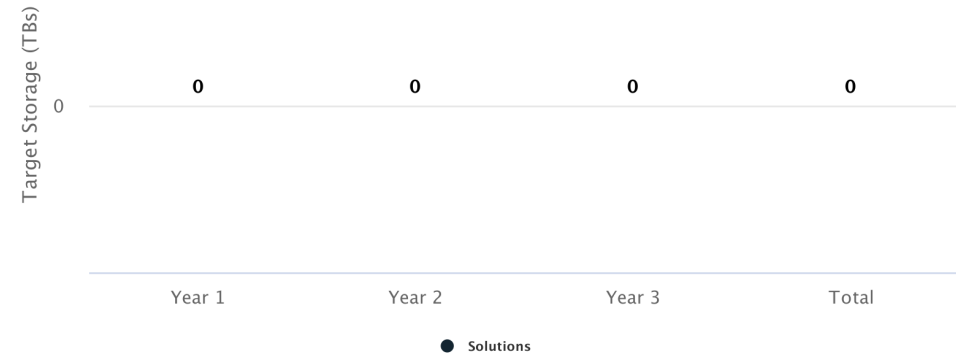 Target Storage (TBs)
0 0 0 0
0
Year 1 Year 2 Year 3 Total
Solutions